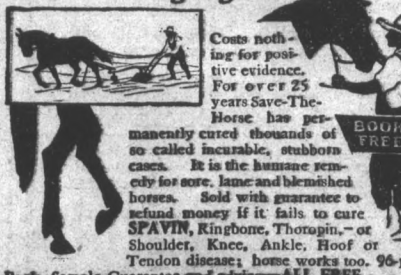 Costs noth-
ing for posi-
tive evidence.
For over 25
years Save-The-
Horse has per-
manently cured thousands of
so called incurable, stubborn
cases. It is the humane rem-
edy for sore, lame and blemished
horses. Sold with guarantee to
refund money if it fails to cure
SPAVIN, Ringbone, Thoropin,- or
Shoulder, Knee, Ankle, Hoof or
Tendon disease; horse works too. 96-
ALL FREE
BOOK
FREE